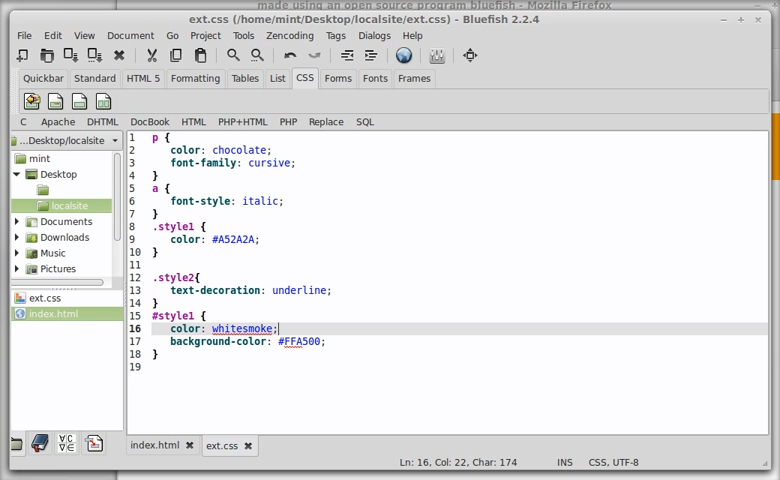 made using an open source program bluefish - Mozilla Firefox
ext.css (/home/mint/Desktop/localsite/ext.css) - Bluefish 2.2.4
File Edit View Document Go Project Tools Encoding Tags Dialogs Help
Quickbar Standard HTML 5 Formatting Tables List CSS Forms Fonts Frames
C Apache DHTML DocBook HTML PHP+HTML PHP Replace SQL
...Desktop/localsite
mint
Desktop
localsite
Documents
Downloads
Music
Pictures
ext.css
index.html
1 p {
2 color: chocolate;
3 font-family: cursive;
4 }
5 a {
6 font-style: italic;
7 }
8 .style1 {
9 color: #A52A2A;
10 }
11
12 .style2{
13 text-decoration: underline;
14 }
15 #style1 {
16 color: whitesmoke;
17 background-color: #FFA500;
18 }
19
index.html ext.css
Ln: 16, Col: 22, Char: 174 INS CSS, UTF-8